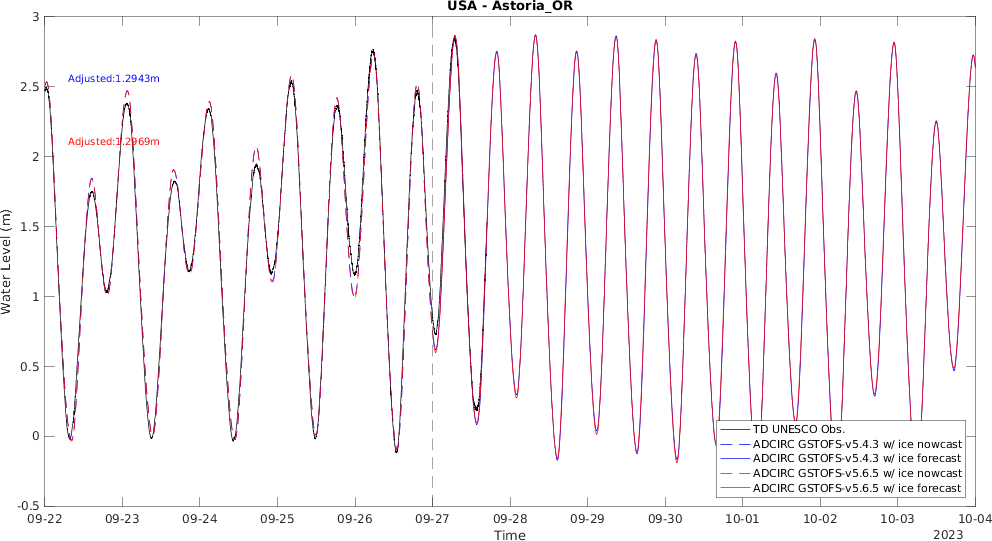 USA - Astoria_OR
3
2.5
2
1.5
1
0.5
0
-0.5
Water Level (m)
Adjusted:1.2943m
Adjusted:1.2969m
TD UNESCO Obs.
ADCIRC GSTOFS-v5.4.3 w/ ice nowcast
ADCIRC GSTOFS-v5.4.3 w/ ice forecast
ADCIRC GSTOFS-v5.6.5 w/ ice nowcast
ADCIRC GSTOFS-v5.6.5 w/ ice forecast
09-22 09-23 09-24 09-25 09-26 09-27 09-28 09-29 09-30 10-01 10-02 10-03 10-04
Time
2023